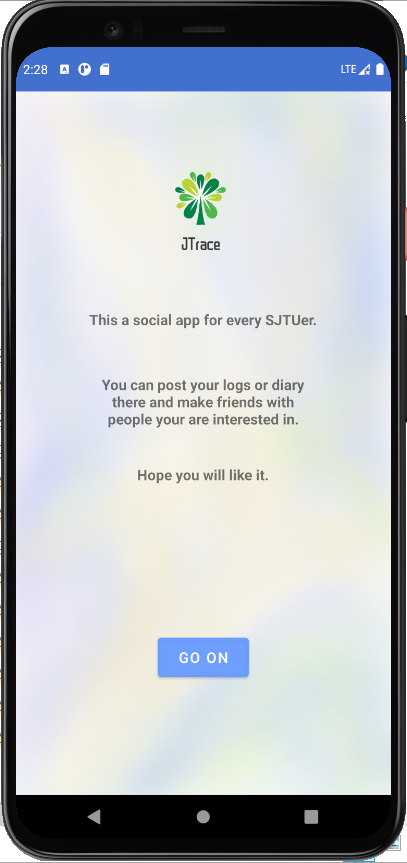 2:28
LTE
JTrace
This a social app for every SJTUer.
You can post your logs or diary
there and make friends with
people your are interested in.
Hope you will like it.
GO ON